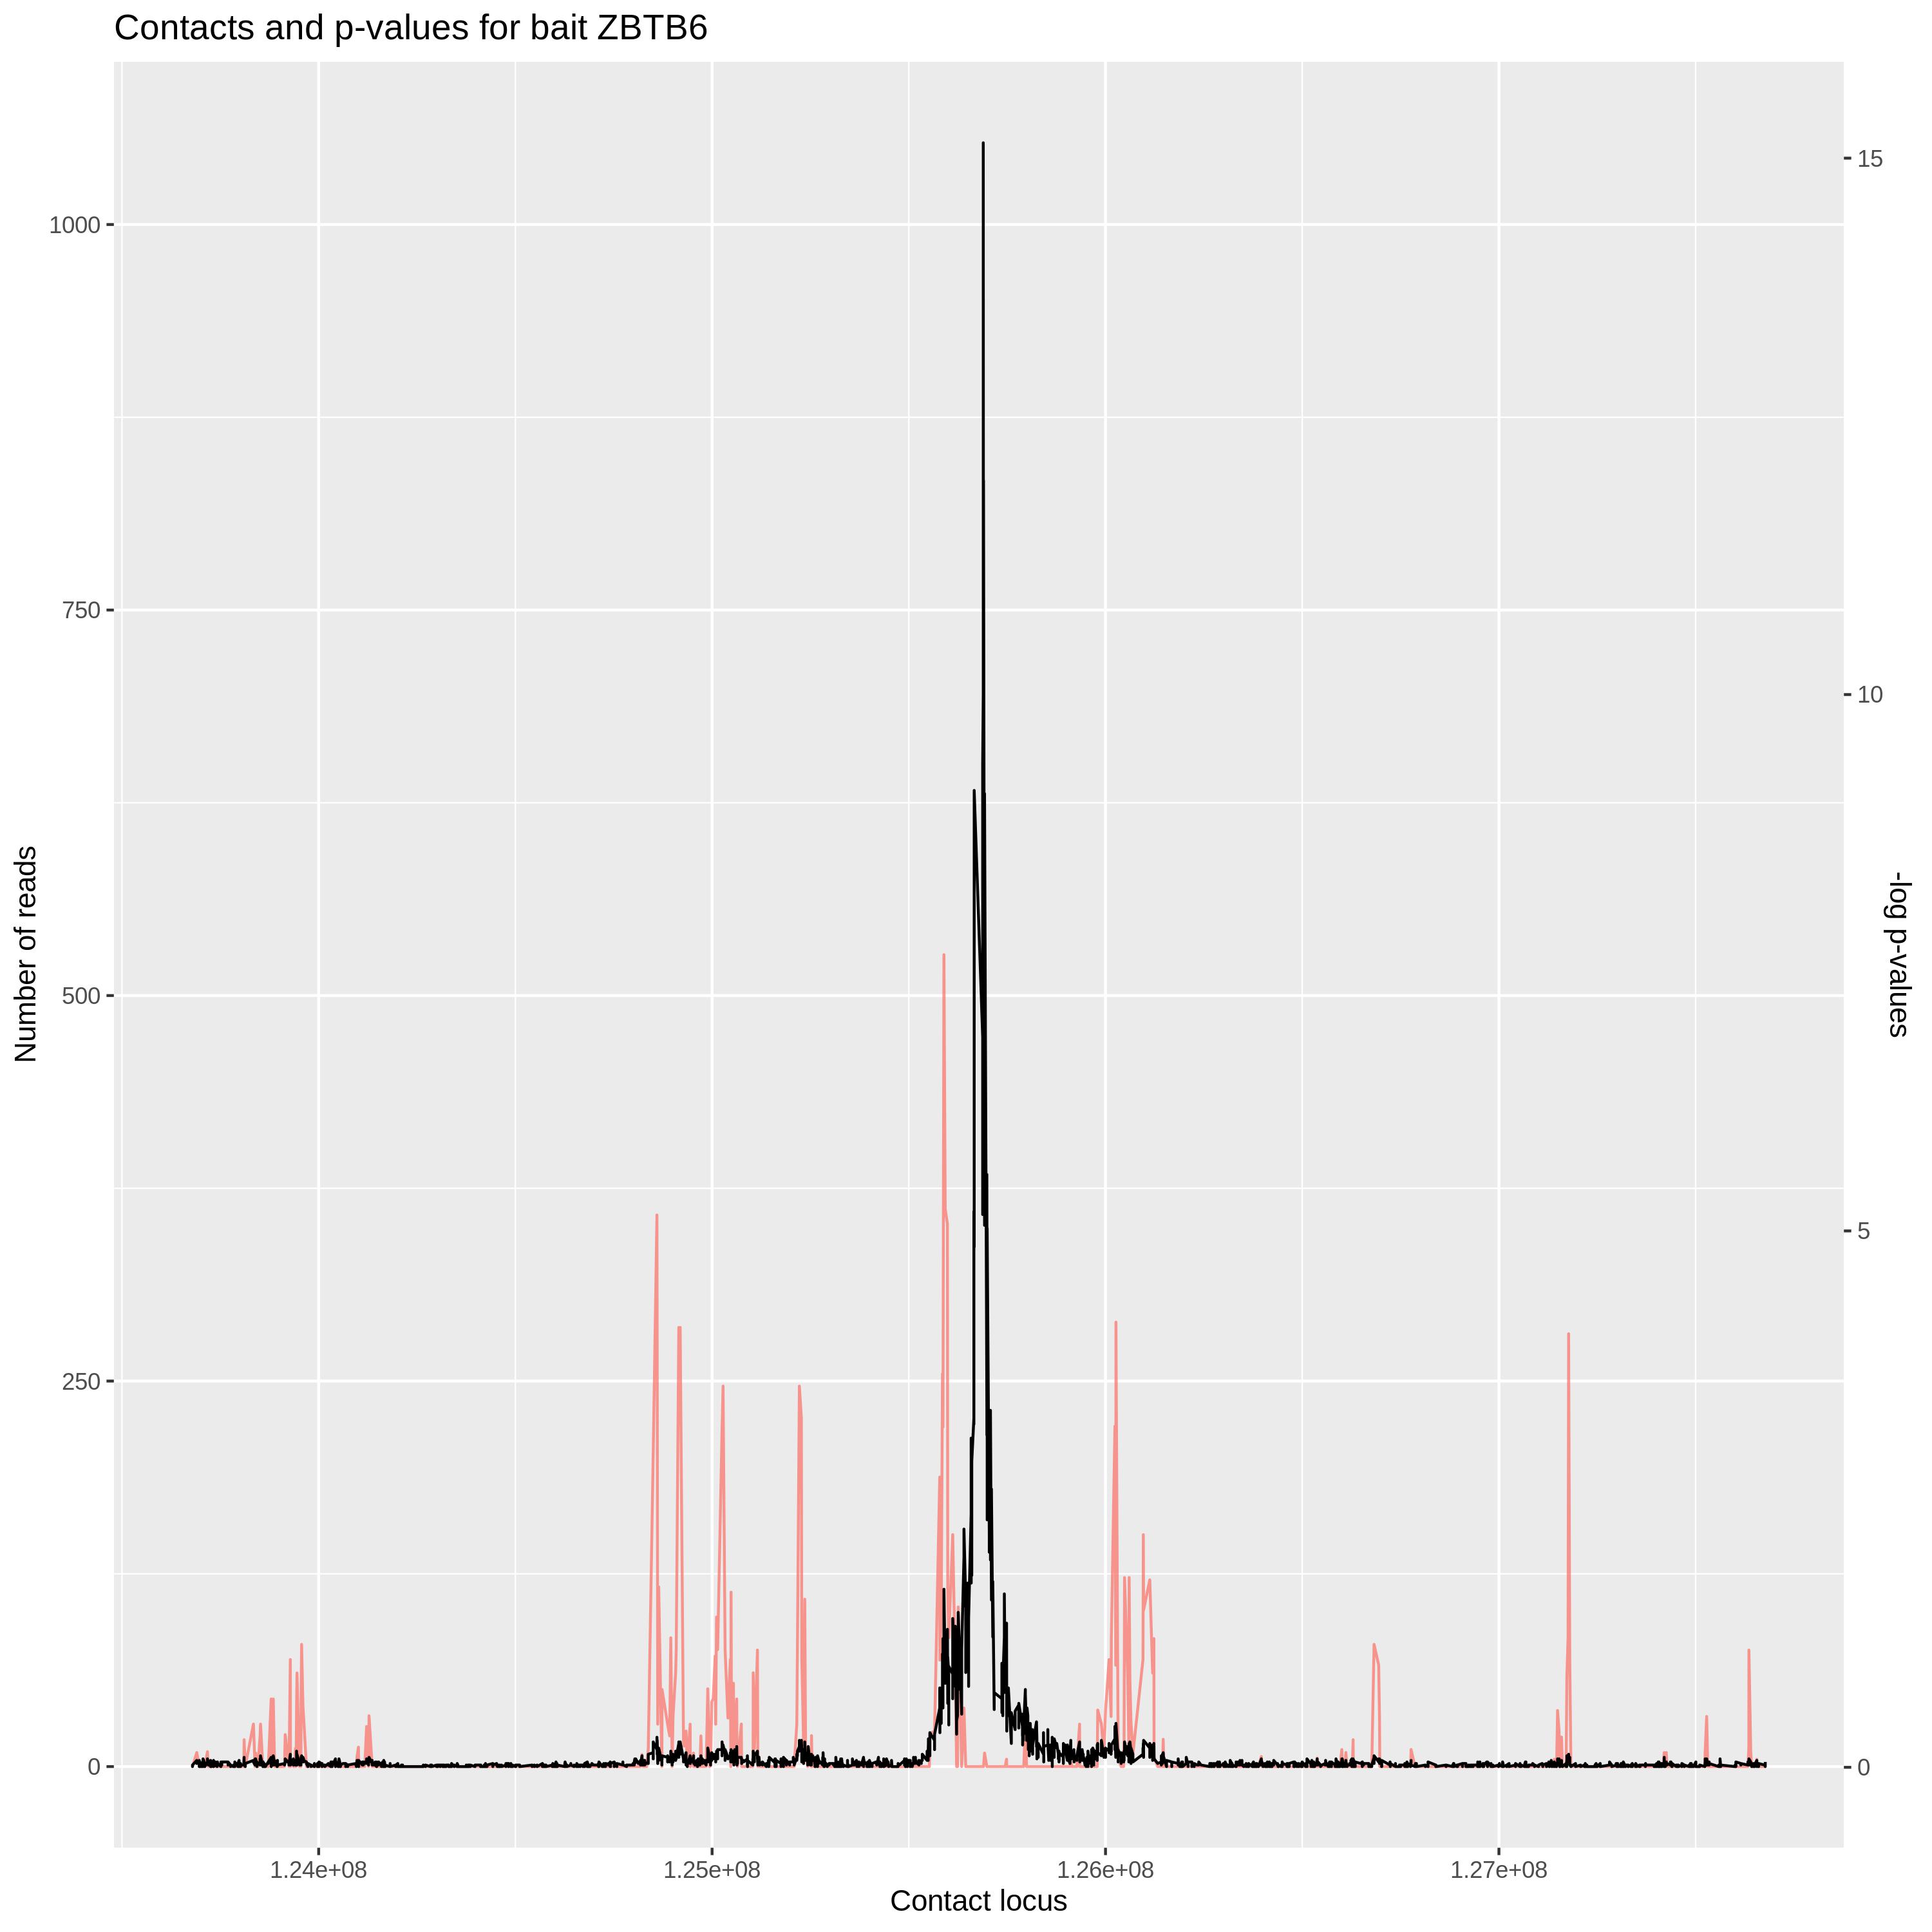 Contacts and p-values for bait ZBTB6
1000
750
500
250
0
Number of reads
15
10
5
0
-log p-values
1.24e+08
1.25e+08
1.26e+08
1.27e+08
Contact locus